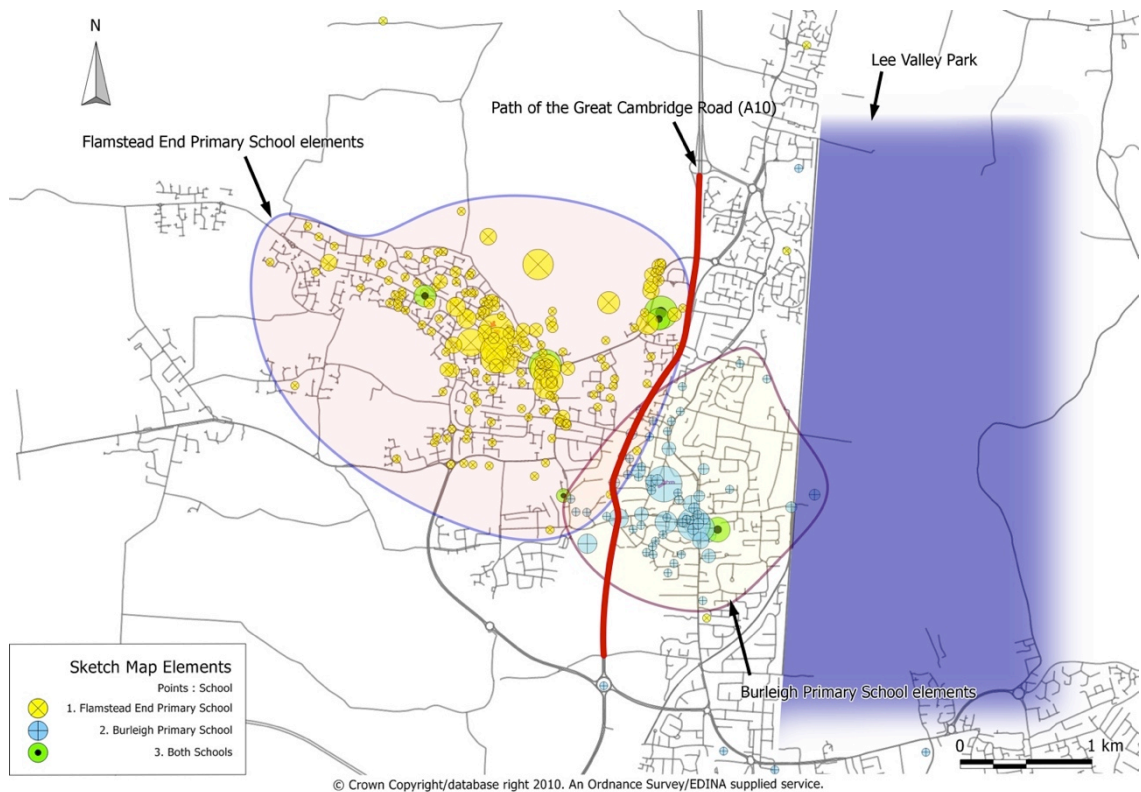 N
Lee Valley Park
Path of the Great Cambridge Road (A10)
Flamstead End Primary School elements
Burleigh Primary School elements
Sketch Map Elements
Points : School
1. Flamstead End Primary School
2. Burleigh Primary School
3. Both Schools
0 1 km
© Crown Copyright/database right 2010. An Ordnance Survey/EDINA supplied service.